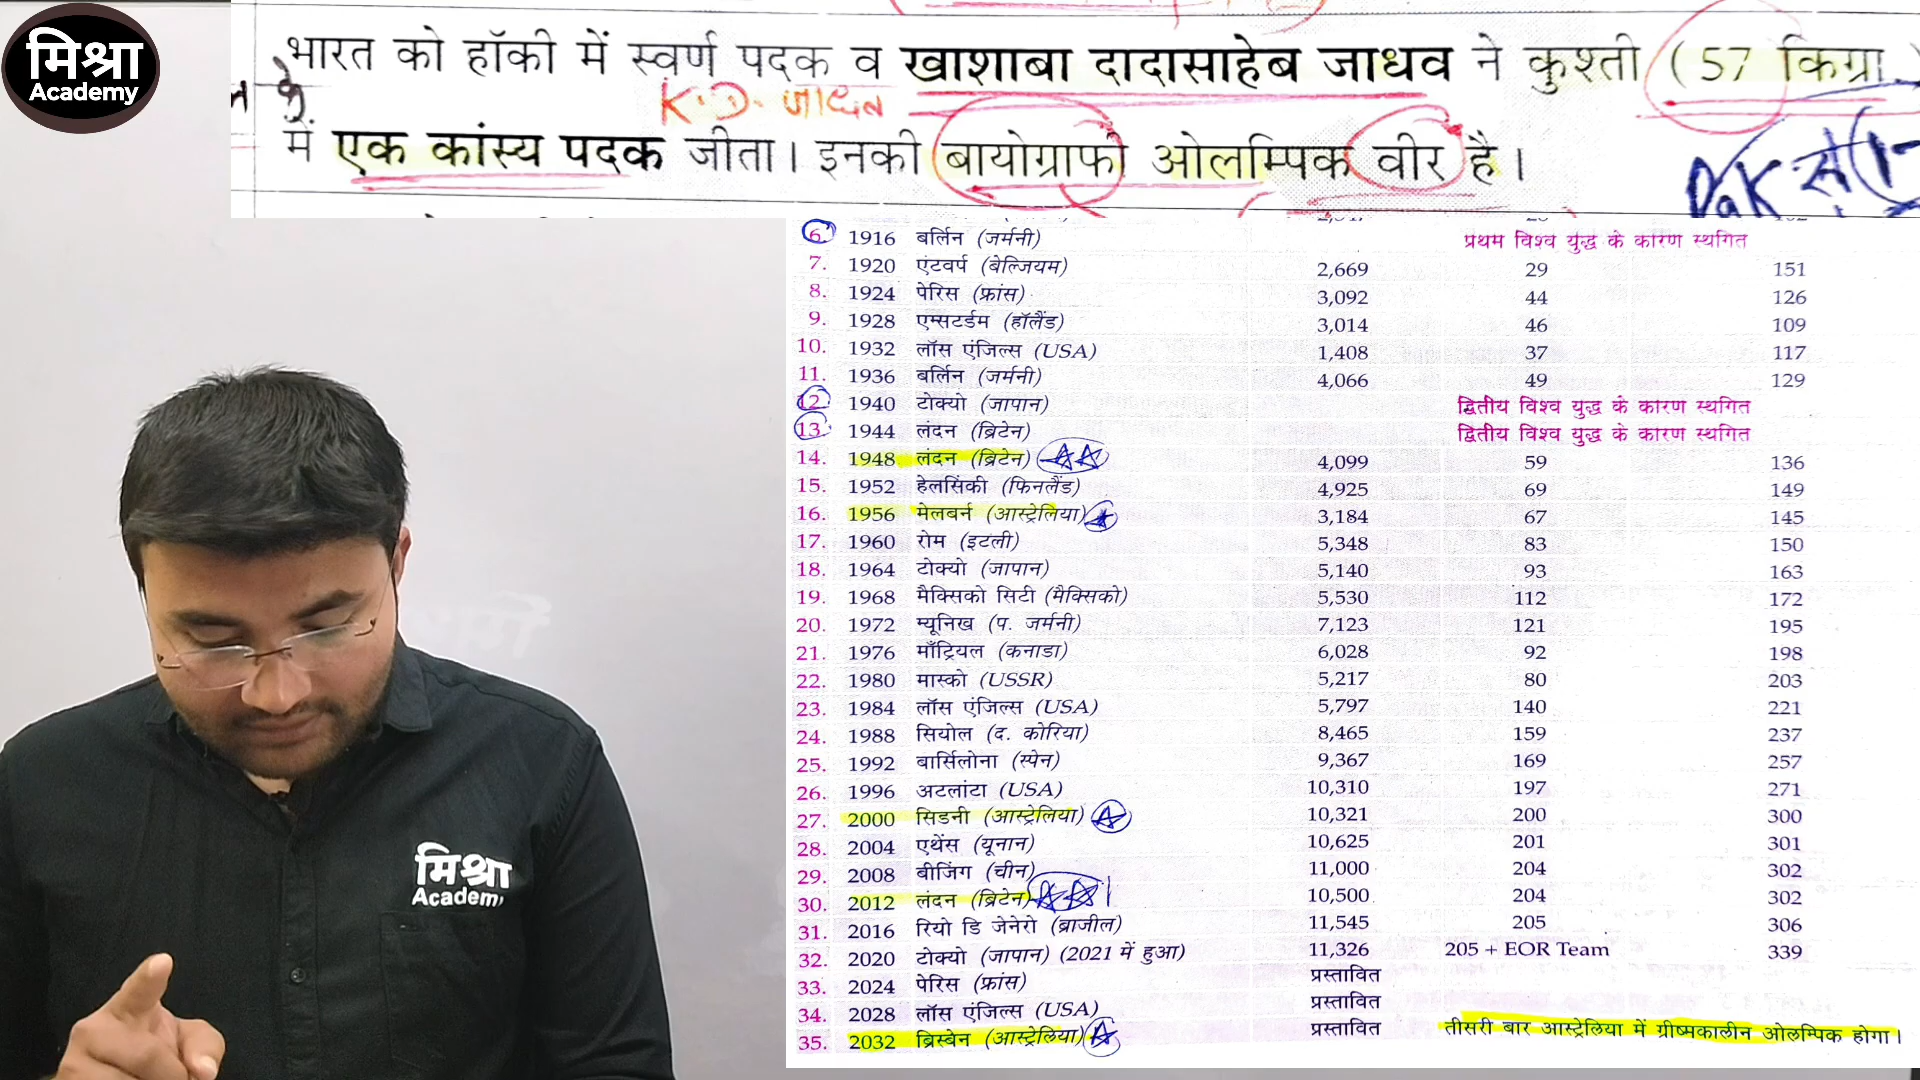 मिश्रा
Academy
भारत को हॉकी में स्वर्ण पदक व खाशाबा दादासाहेब जाधव ने कुश्ती (57 किग्रा.)
K.D. जाधव
में एक कांस्य पदक जीता। इनकी बायोग्राफी ओलम्पिक वीर है।
6. 1916 बर्लिन (जर्मनी) प्रथम विश्व युद्ध के कारण स्थगित
7. 1920 एंटवर्प (बेल्जियम) 2,669 29 151
8. 1924 पेरिस (फ्रांस) 3,092 44 126
9. 1928 एम्सटर्डम (हॉलैंड) 3,014 46 109
10. 1932 लॉस एंजिल्स (USA) 1,408 37 117
11. 1936 बर्लिन (जर्मनी) 4,066 49 129
12. 1940 टोक्यो (जापान) द्वितीय विश्व युद्ध के कारण स्थगित
13. 1944 लंदन (ब्रिटेन) द्वितीय विश्व युद्ध के कारण स्थगित
14. 1948 लंदन (ब्रिटेन) 4,099 59 136
15. 1952 हेलसिंकी (फिनलैंड) 4,925 69 149
16. 1956 मेलबर्न (आस्ट्रेलिया) 3,184 67 145
17. 1960 रोम (इटली) 5,348 83 150
18. 1964 टोक्यो (जापान) 5,140 93 163
19. 1968 मैक्सिको सिटी (मैक्सिको) 5,530 112 172
20. 1972 म्यूनिख (प. जर्मनी) 7,123 121 195
21. 1976 मॉंट्रियल (कनाडा) 6,028 92 198
22. 1980 मास्को (USSR) 5,217 80 203
23. 1984 लॉस एंजिल्स (USA) 5,797 140 221
24. 1988 सियोल (द. कोरिया) 8,465 159 237
25. 1992 बार्सिलोना (स्पेन) 9,367 169 257
26. 1996 अटलांटा (USA) 10,310 197 271
27. 2000 सिडनी (आस्ट्रेलिया) 10,321 200 300
28. 2004 एथेंस (यूनान) 10,625 201 301
29. 2008 बीजिंग (चीन) 11,000 204 302
30. 2012 लंदन (ब्रिटेन) 10,500 204 302
31. 2016 रियो डि जेनेरो (ब्राजील) 11,545 205 306
32. 2020 टोक्यो (जापान) (2021 में हुआ) 11,326 205 + EOR Team 339
33. 2024 पेरिस (फ्रांस) प्रस्तावित
34. 2028 लॉस एंजिल्स (USA) प्रस्तावित
35. 2032 ब्रिस्बेन (आस्ट्रेलिया) प्रस्तावित तीसरी बार आस्ट्रेलिया में ग्रीष्मकालीन ओलम्पिक होगा।
मिश्रा
Academy